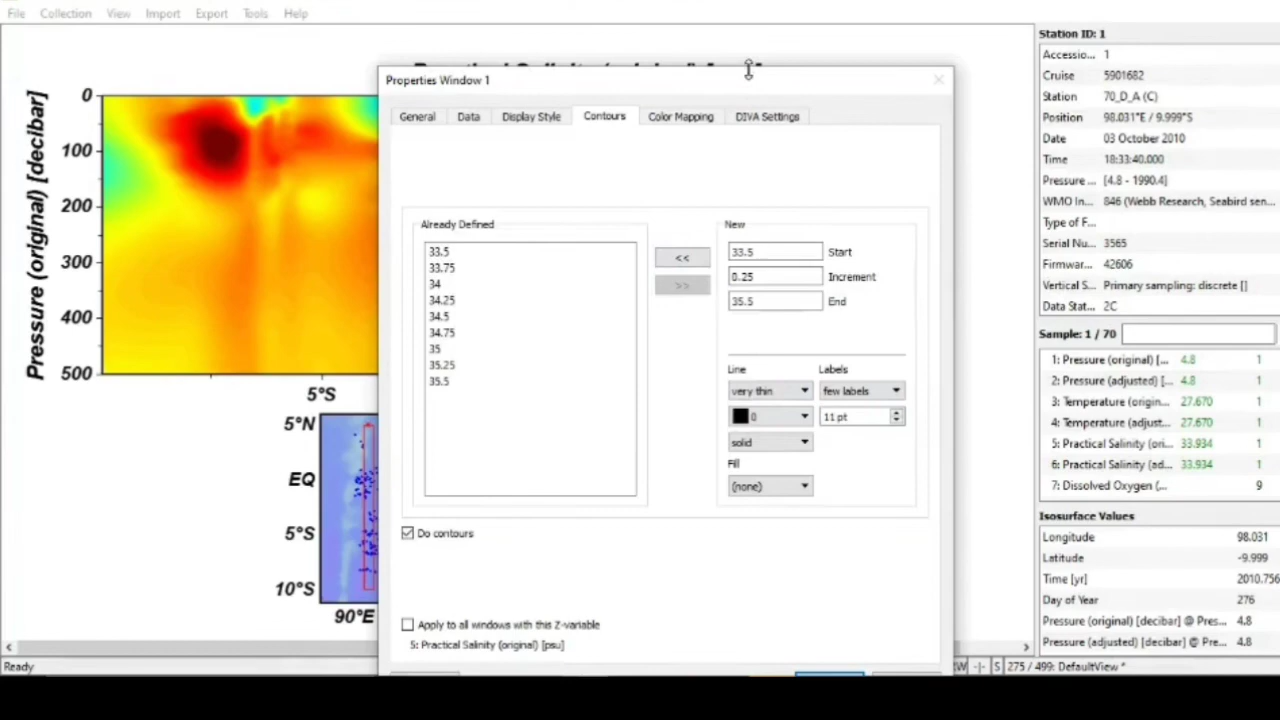 File Collection View Import Export Tools Help
Properties Window 1
General Data Display Style Contours Color Mapping DIVA Settings
Already Defined
33.5
33.75
34
34.25
34.5
34.75
35
35.25
35.5
<<
>>
New
33.5 Start
0.25 Increment
35.5 End
Line Labels
very thin few labels
0 11 pt
solid
Fill
(none)
Do contours
Apply to all windows with this Z-variable
5: Practical Salinity (original) [psu]
Pressure (original) [decibar]
0
100
200
300
400
500
5°S
5°N
EQ
5°S
10°S
90°E
Station ID: 1
Accessio... 1
Cruise 5901682
Station 70_D_A (C)
Position 98.031°E / 9.999°S
Date 03 October 2010
Time 18:33:40.000
Pressure ... [4.8 - 1990.4]
WMO In... 846 (Webb Research, Seabird sen...
Type of F...
Serial Nu... 3565
Firmwar... 42606
Vertical S... Primary sampling: discrete []
Data Stat... 2C
Sample: 1 / 70
1: Pressure (original) [... 4.8 1
2: Pressure (adjusted) [... 4.8 1
3: Temperature (origin... 27.670 1
4: Temperature (adjust... 27.670 1
5: Practical Salinity (ori... 33.934 1
6: Practical Salinity (ad... 33.934 1
7: Dissolved Oxygen (... 9
Isosurface Values
Longitude 98.031
Latitude -9.999
Time [yr] 2010.756
Day of Year 276
Pressure (original) [decibar] @ Pres... 4.8
Pressure (adjusted) [decibar] @ Pre... 4.8
Ready
S 275 / 499: DefaultView *